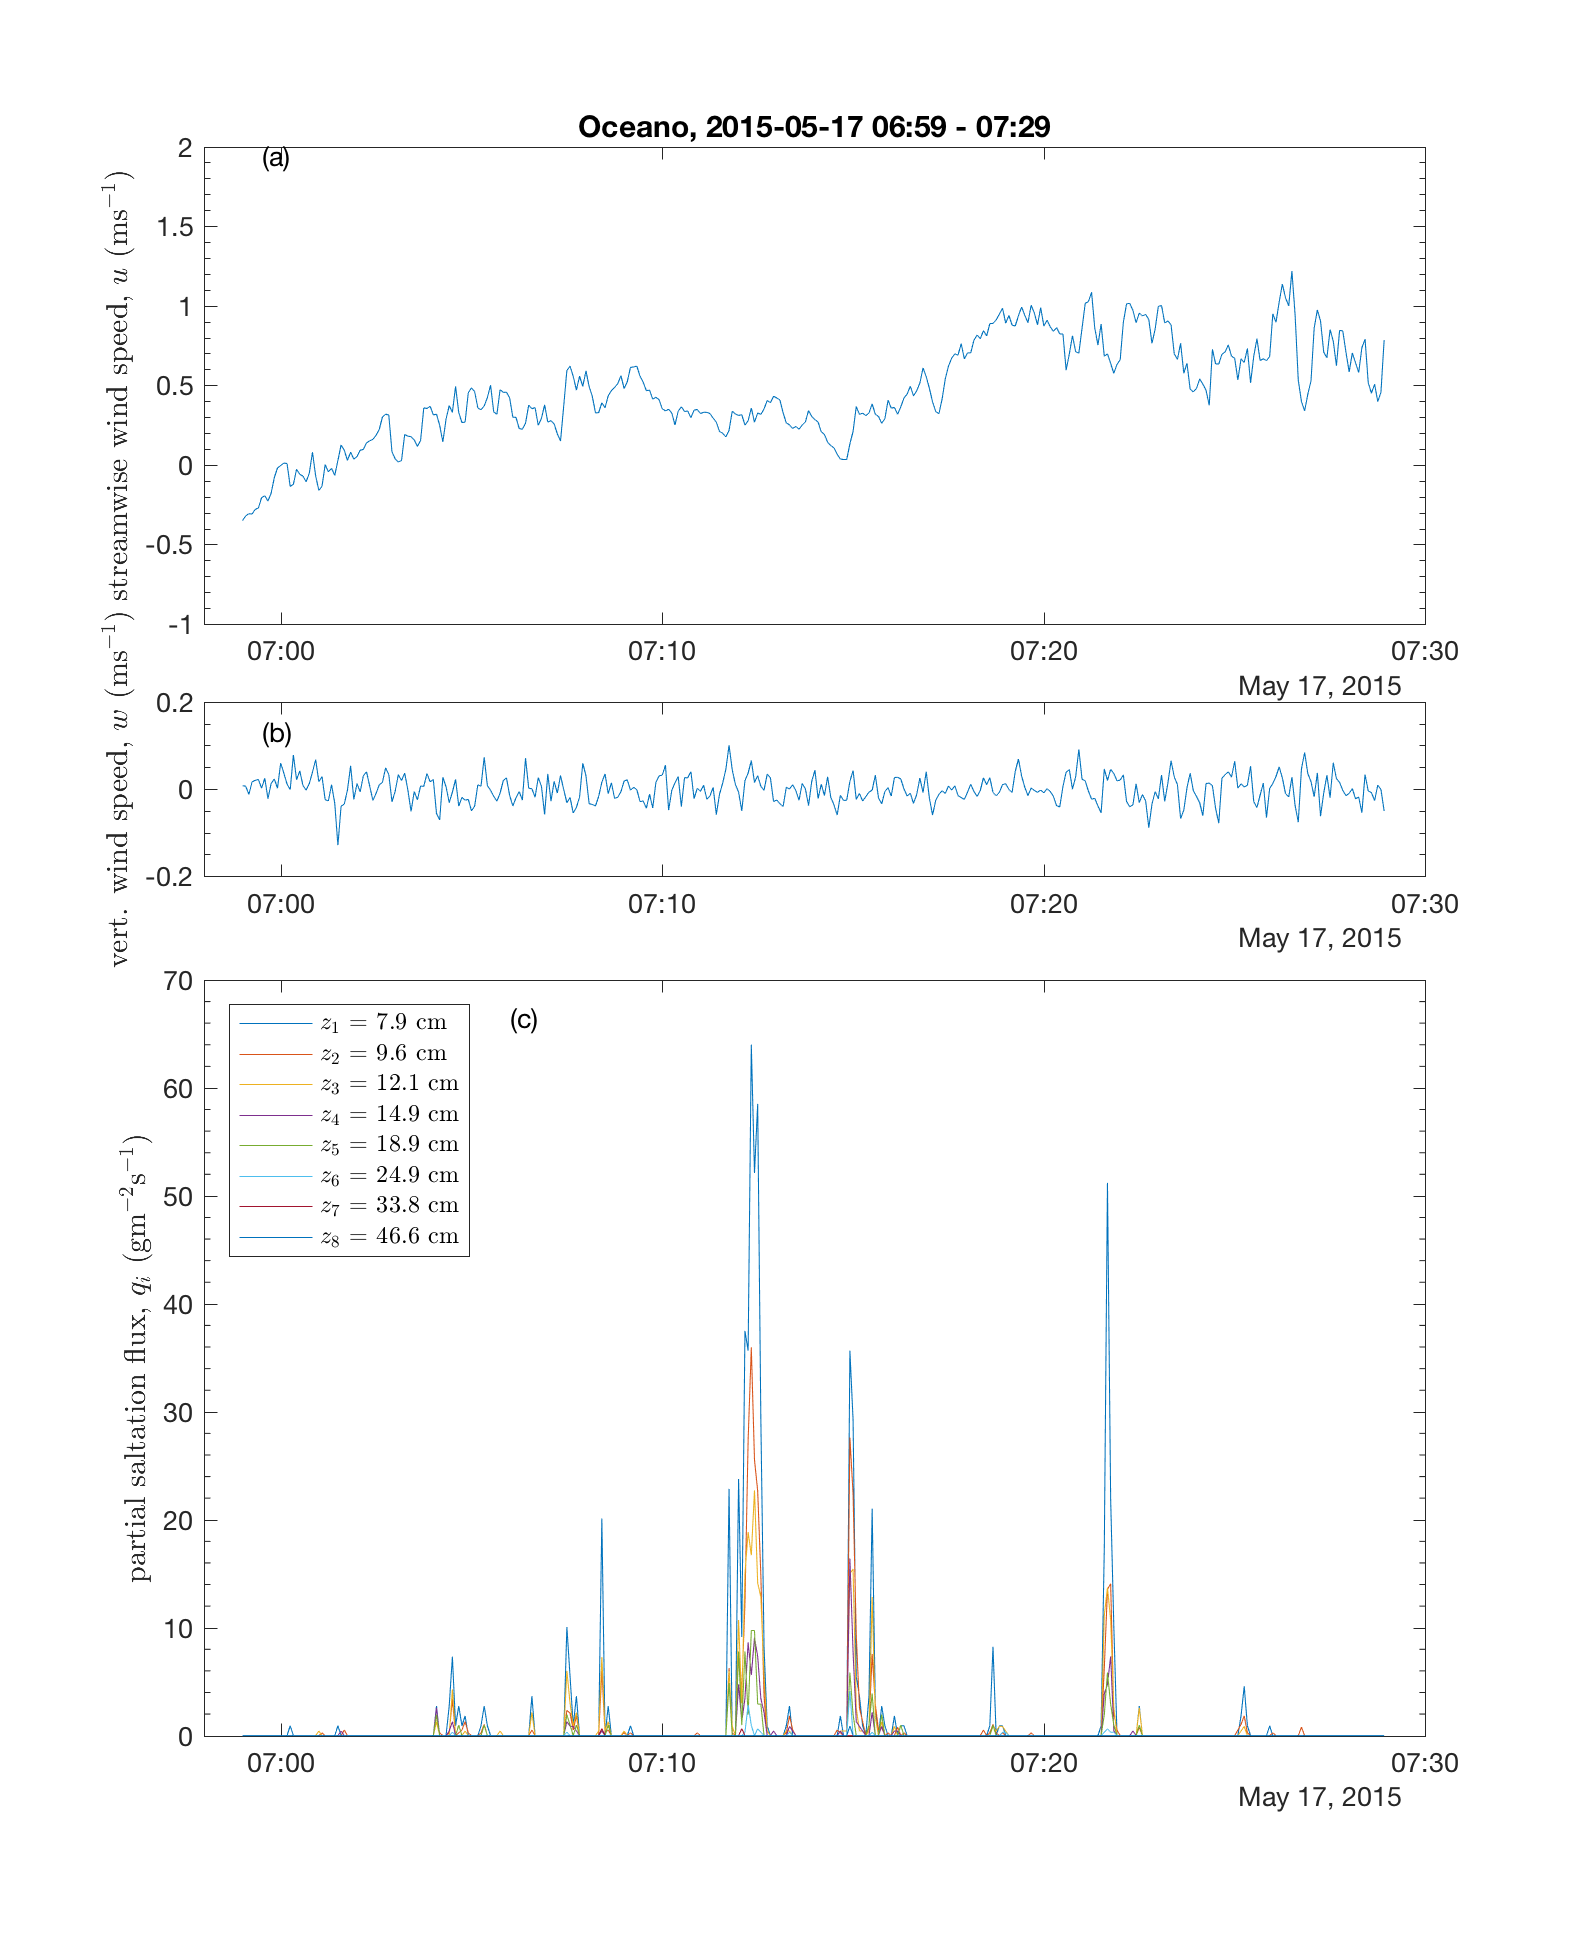 Oceano, 2015-05-17 06:59 - 07:29
(a)
streamwise wind speed, u (ms⁻¹)
2
1.5
1
0.5
0
-0.5
-1
07:00 07:10 07:20 07:30
May 17, 2015
(b)
vert. wind speed, w (ms⁻¹)
0.2
0
-0.2
07:00 07:10 07:20 07:30
May 17, 2015
(c)
partial saltation flux, qᵢ (gm⁻²s⁻¹)
70
60
50
40
30
20
10
0
z₁ = 7.9 cm
z₂ = 9.6 cm
z₃ = 12.1 cm
z₄ = 14.9 cm
z₅ = 18.9 cm
z₆ = 24.9 cm
z₇ = 33.8 cm
z₈ = 46.6 cm
07:00 07:10 07:20 07:30
May 17, 2015